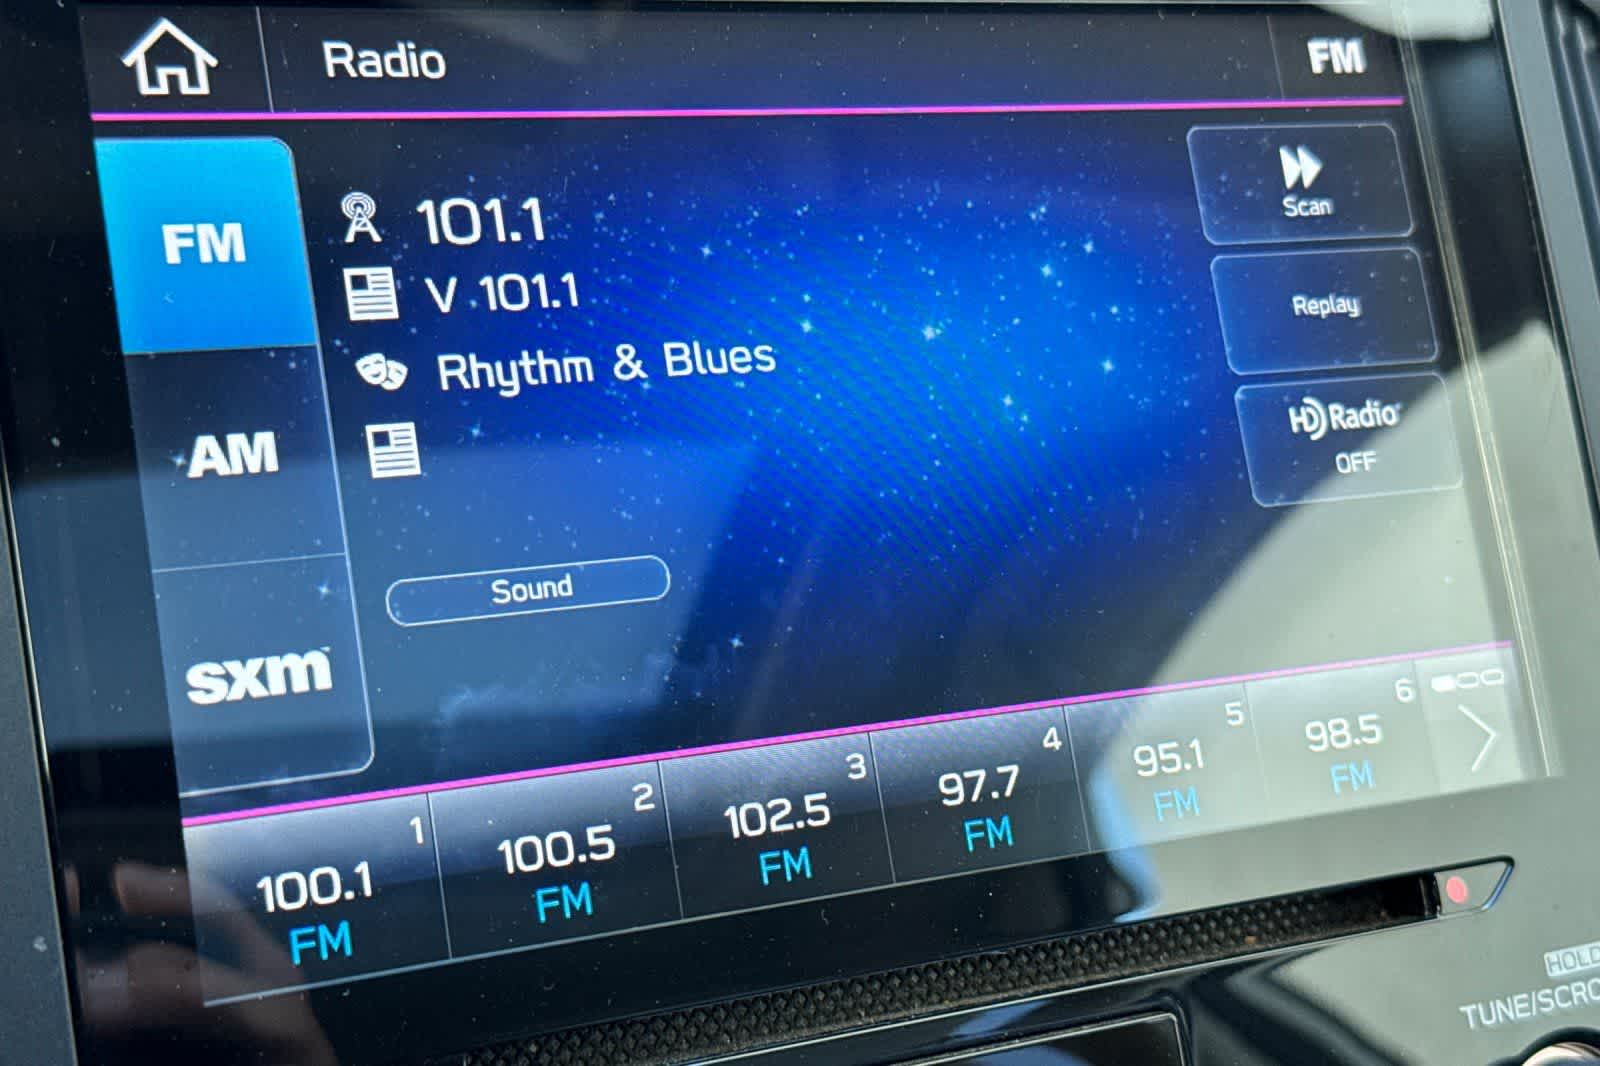 Radio
FM
FM
101.1
V 101.1
Rhythm & Blues
Sound
AM
sxm
Scan
Replay
HD Radio
OFF
1
100.1
FM
2
100.5
FM
3
102.5
FM
4
97.7
FM
5
95.1
FM
6
98.5
FM
HOLD